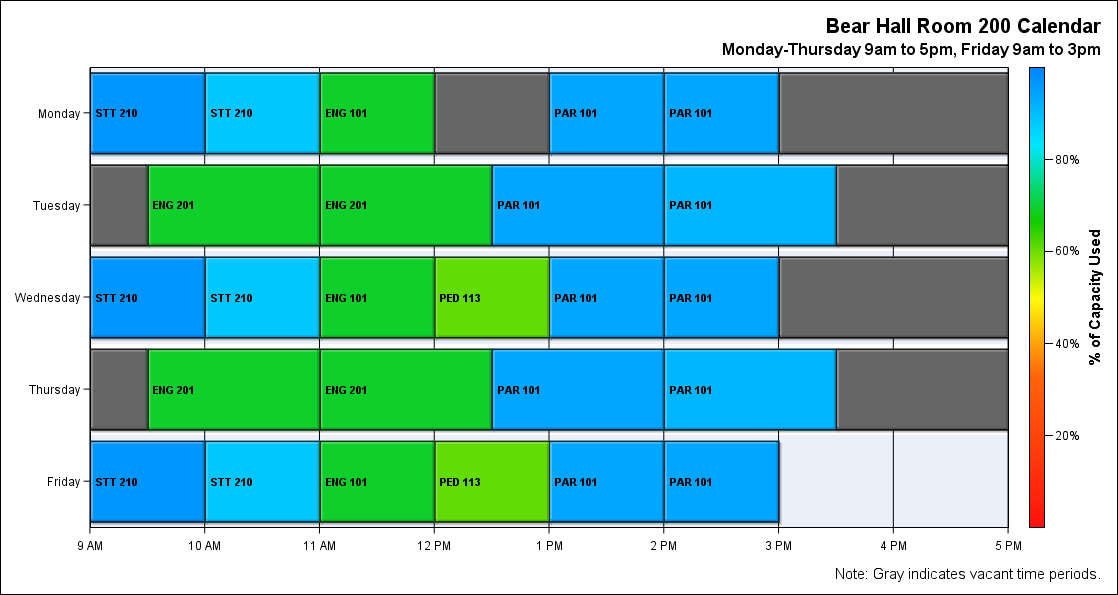 Bear Hall Room 200 Calendar
Monday-Thursday 9am to 5pm, Friday 9am to 3pm
Monday STT 210 STT 210 ENG 101 PAR 101 PAR 101
Tuesday ENG 201 ENG 201 PAR 101 PAR 101
Wednesday STT 210 STT 210 ENG 101 PED 113 PAR 101 PAR 101
Thursday ENG 201 ENG 201 PAR 101 PAR 101
Friday STT 210 STT 210 ENG 101 PED 113 PAR 101 PAR 101
9 AM 10 AM 11 AM 12 PM 1 PM 2 PM 3 PM 4 PM 5 PM
80%
60%
40%
20%
% of Capacity Used
Note: Gray indicates vacant time periods.